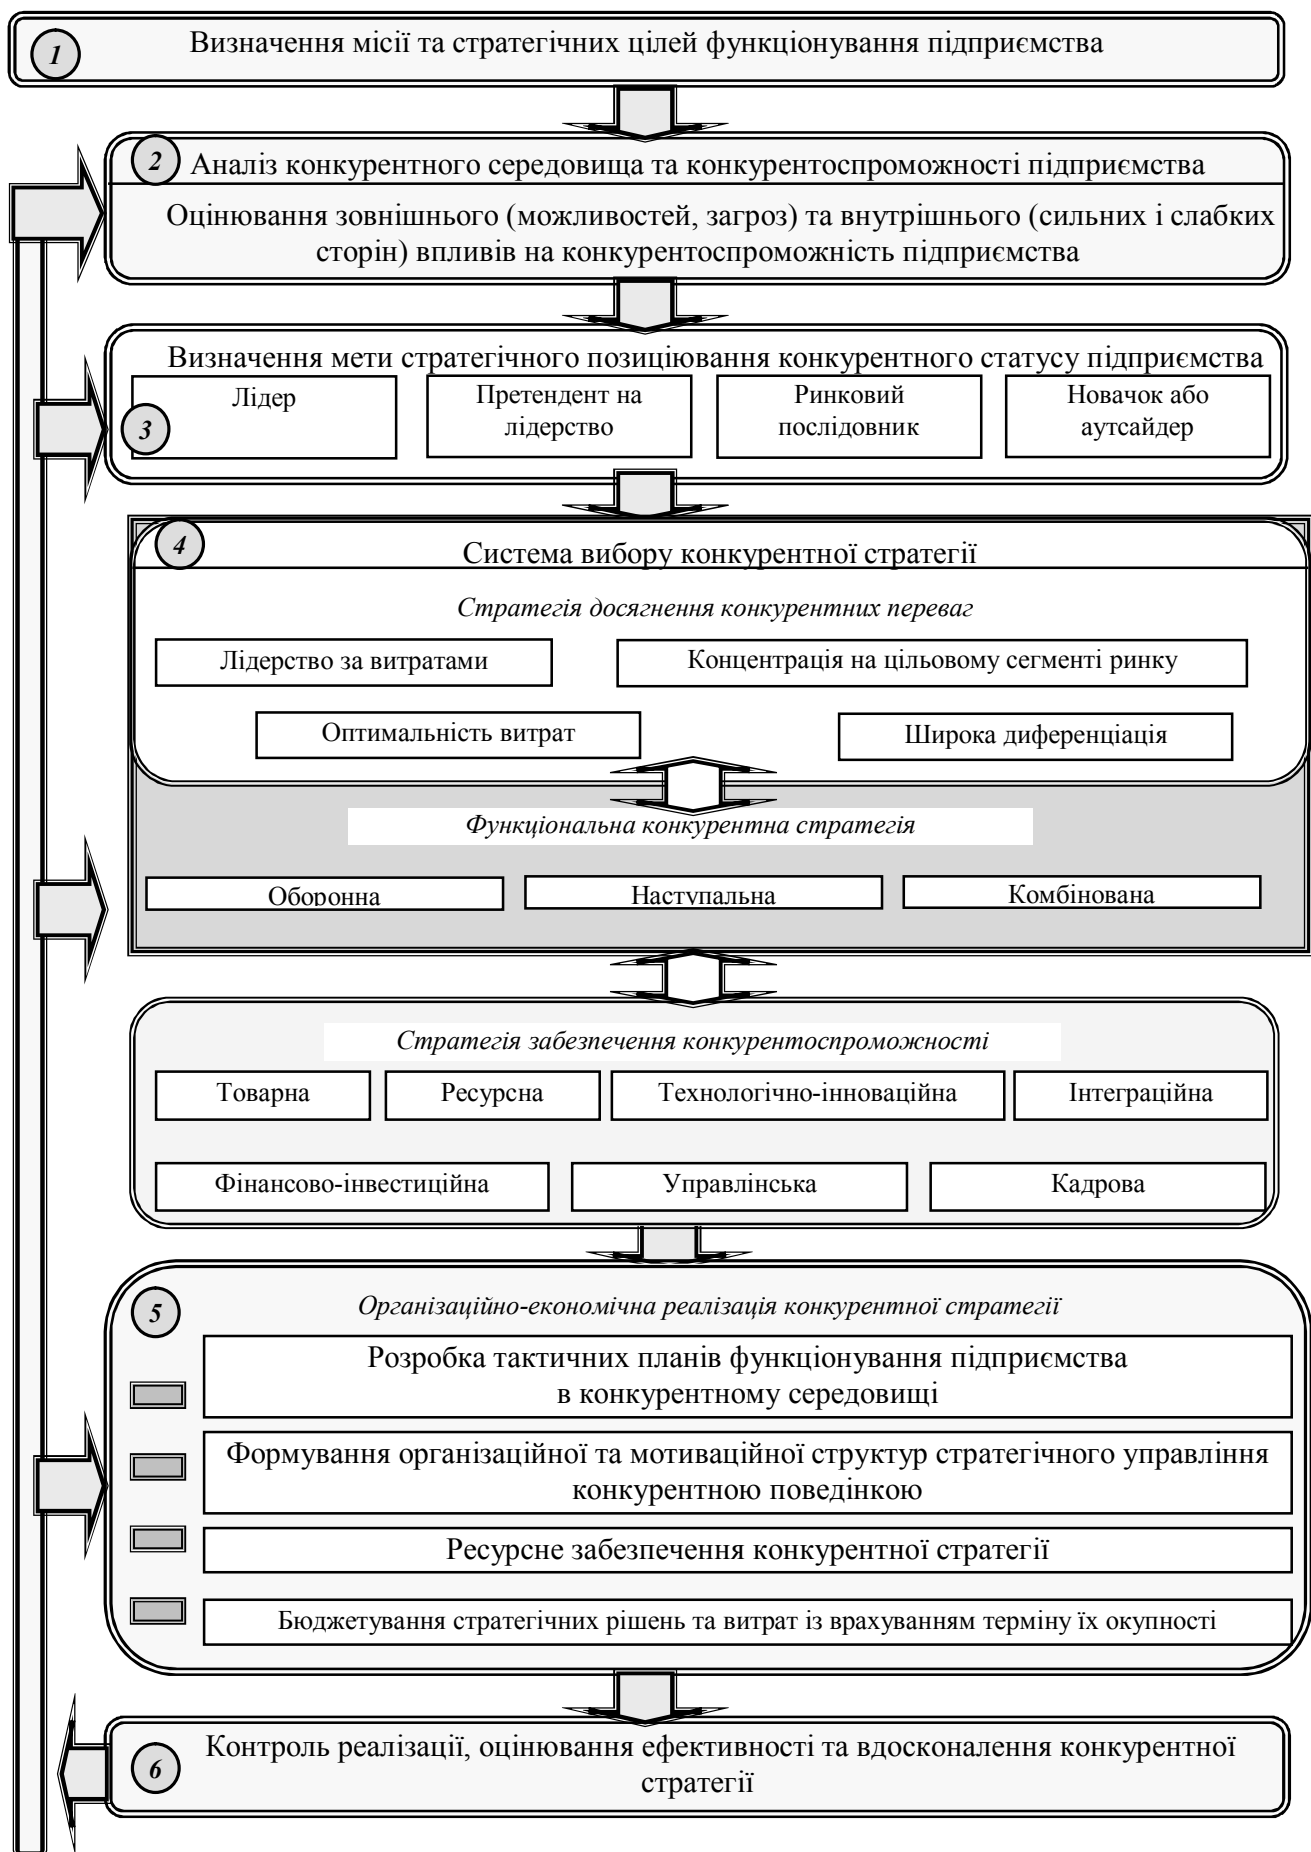 1
Визначення місії та стратегічних цілей функціонування підприємства
2
Аналіз конкурентного середовища та конкурентоспроможності підприємства
Оцінювання зовнішнього (можливостей, загроз) та внутрішнього (сильних і слабких
сторін) впливів на конкурентоспроможність підприємства
Визначення мети стратегічного позиціювання конкурентного статусу підприємства
3
Лідер
Претендент на
лідерство
Ринковий
послідовник
Новачок або
аутсайдер
4
Система вибору конкурентної стратегії
Стратегія досягнення конкурентних переваг
Лідерство за витратами
Концентрація на цільовому сегменті ринку
Оптимальність витрат
Широка диференціація
Функціональна конкурентна стратегія
Оборонна
Наступальна
Комбінована
Стратегія забезпечення конкурентоспроможності
Товарна
Ресурсна
Технологічно-інноваційна
Інтеграційна
Фінансово-інвестиційна
Управлінська
Кадрова
5
Організаційно-економічна реалізація конкурентної стратегії
Розробка тактичних планів функціонування підприємства
в конкурентному середовищі
Формування організаційної та мотиваційної структур стратегічного управління
конкурентною поведінкою
Ресурсне забезпечення конкурентної стратегії
Бюджетування стратегічних рішень та витрат із врахуванням терміну їх окупності
6
Контроль реалізації, оцінювання ефективності та вдосконалення конкурентної
стратегії